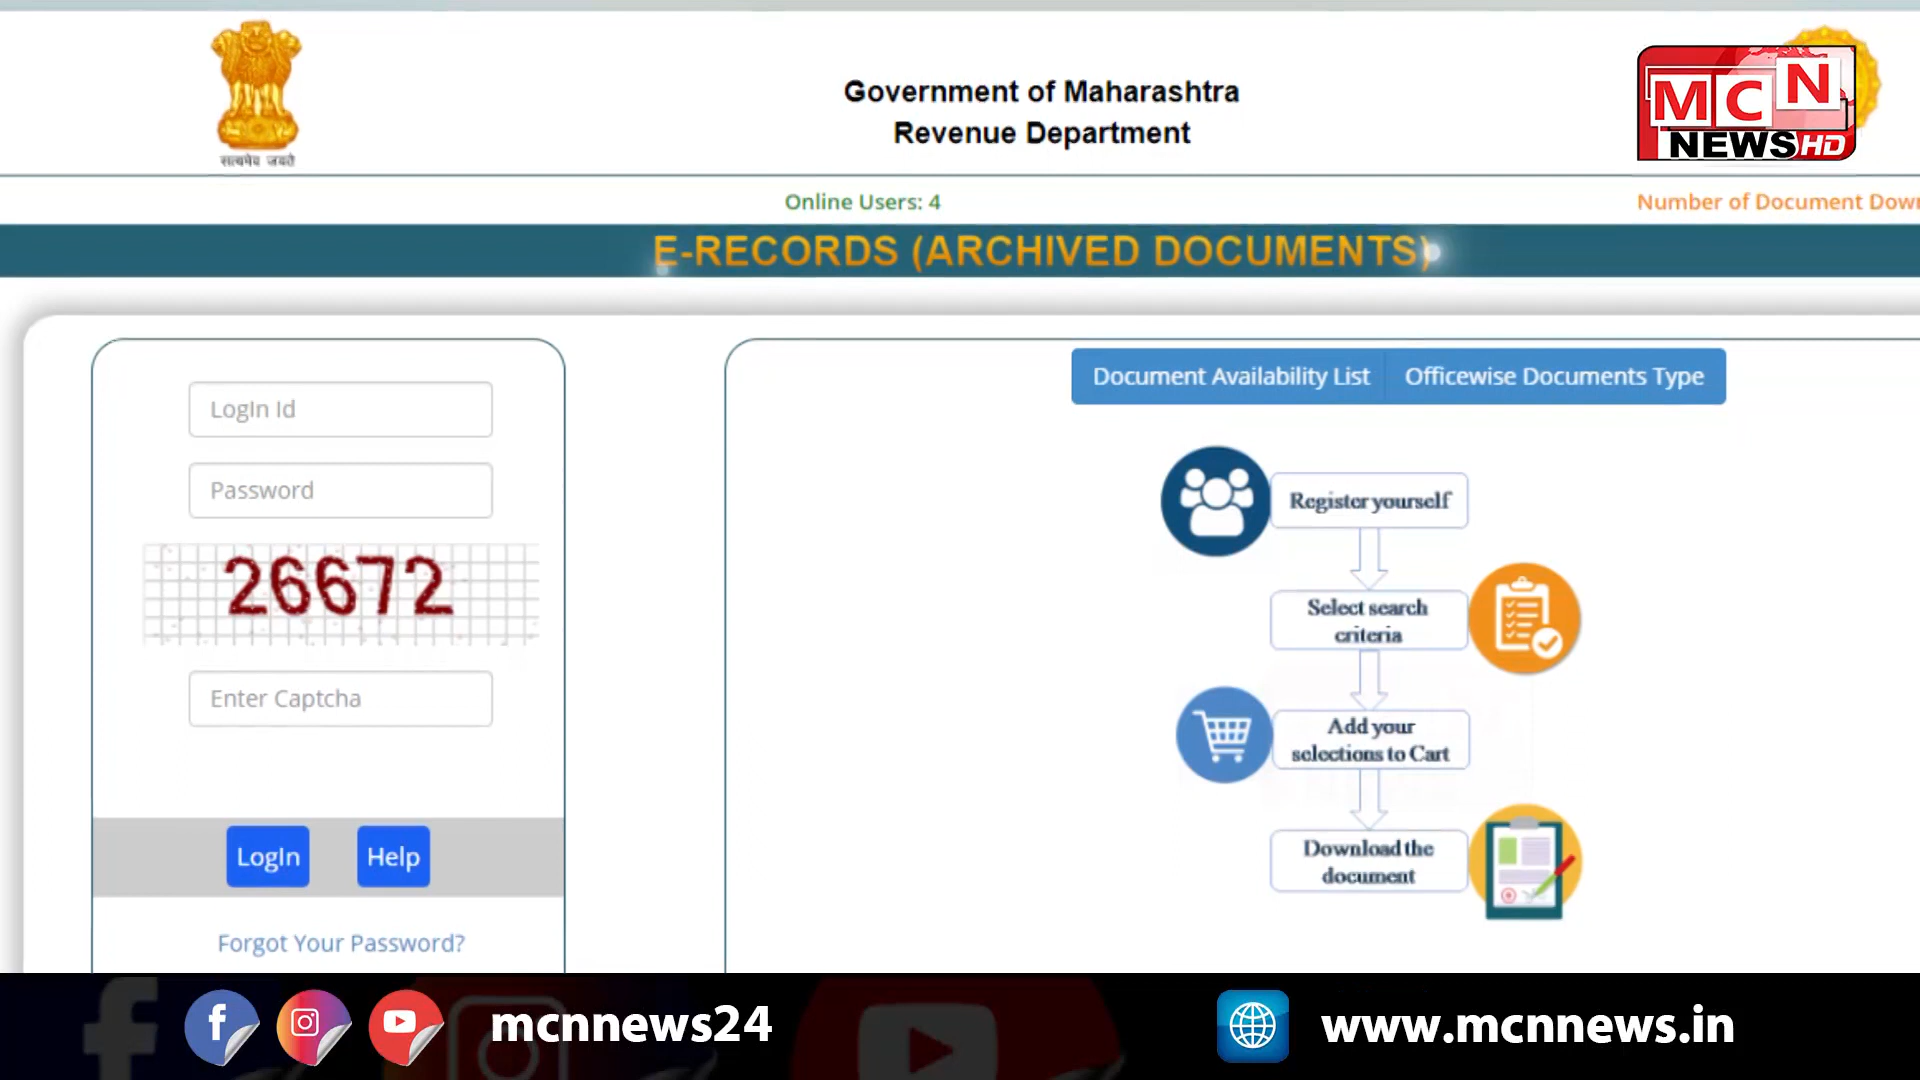 सत्यमेव जयते
Government of Maharashtra
Revenue Department
MCN
NEWS HD
Online Users: 4
Number of Document Down
E-RECORDS (ARCHIVED DOCUMENTS)
LogIn Id
Password
26672
Enter Captcha
LogIn
Help
Forgot Your Password?
Document Availability List
Officewise Documents Type
Register yourself
Select search
criteria
Add your
selections to Cart
Download the
document
mcnnews24
www.mcnnews.in